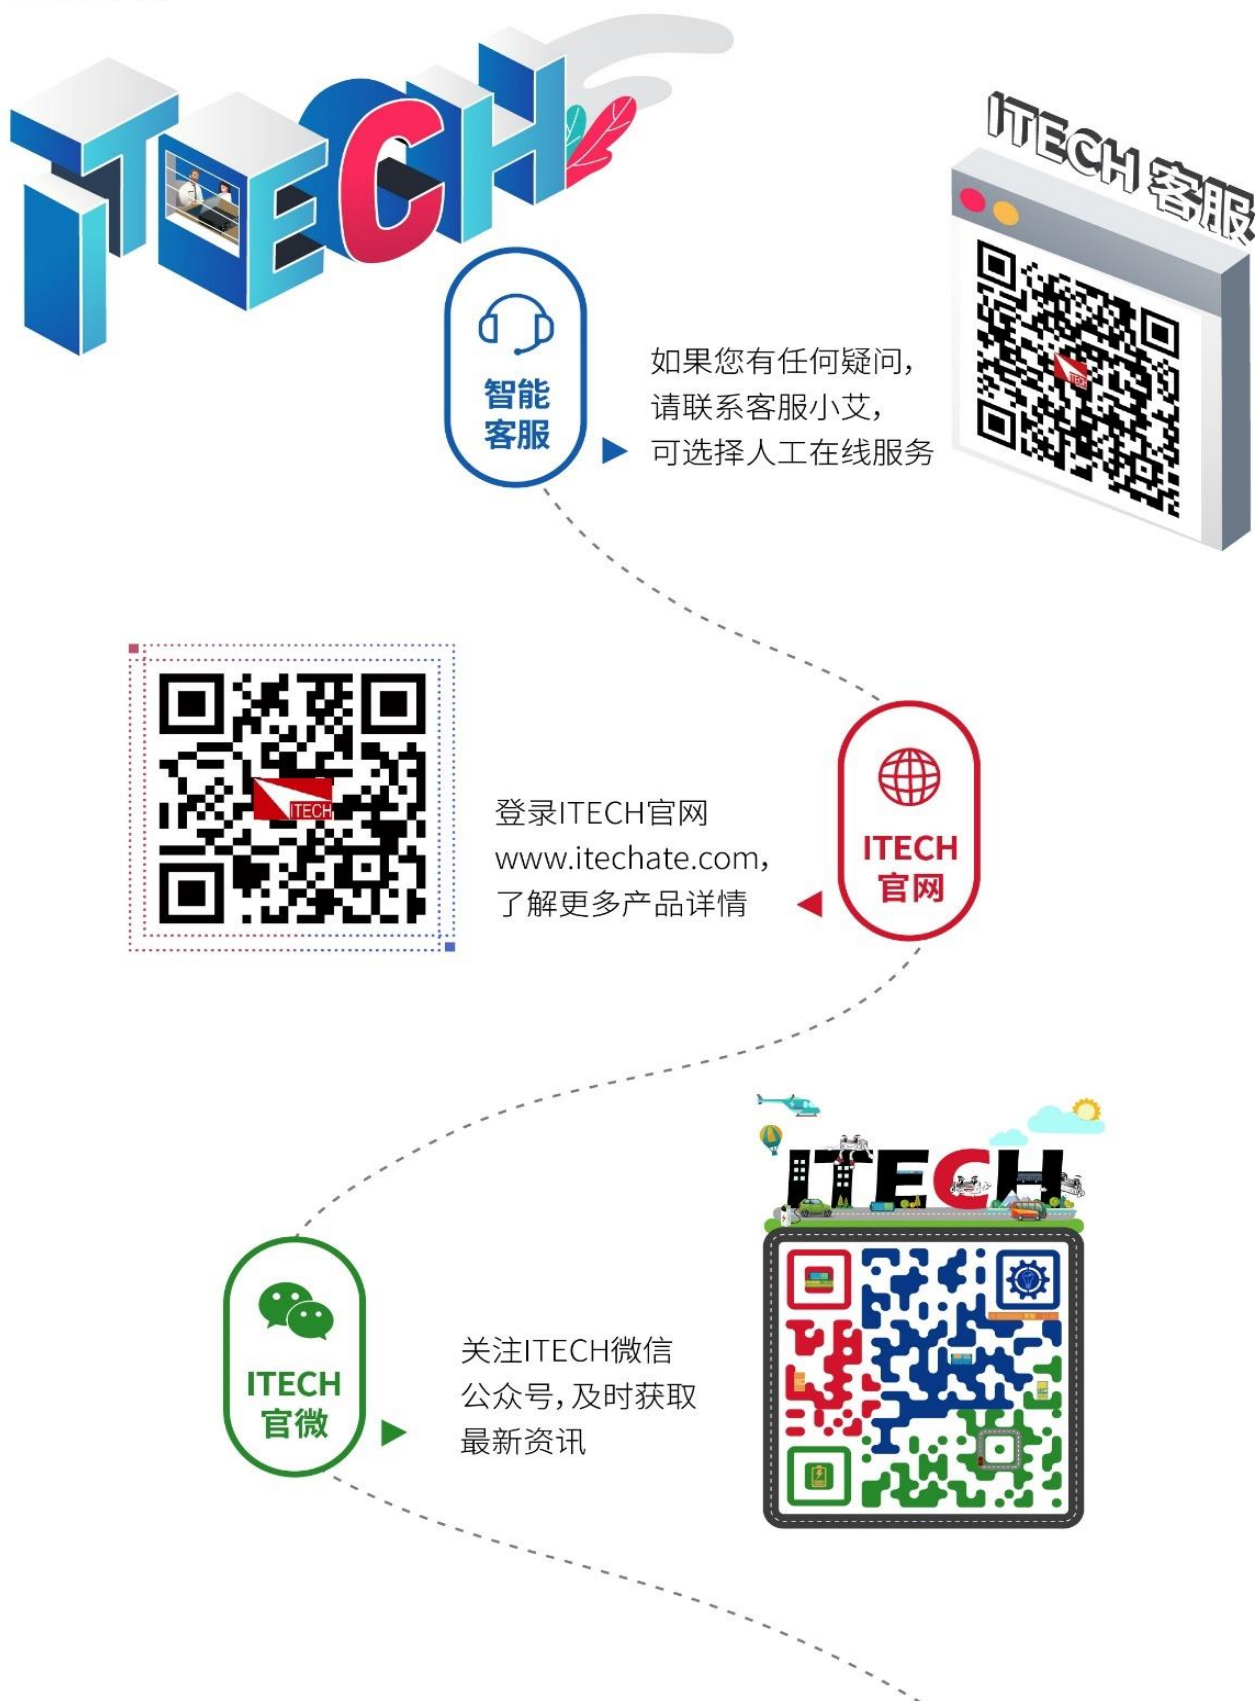 ITECH
ITECH 客服
智能
客服
如果您有任何疑问，
请联系客服小艾，
可选择人工在线服务
ITECH
ITECH
登录ITECH官网
www.itechate.com，
了解更多产品详情
ITECH
官网
ITECH
ITECH
官微
关注ITECH微信
公众号，及时获取
最新资讯